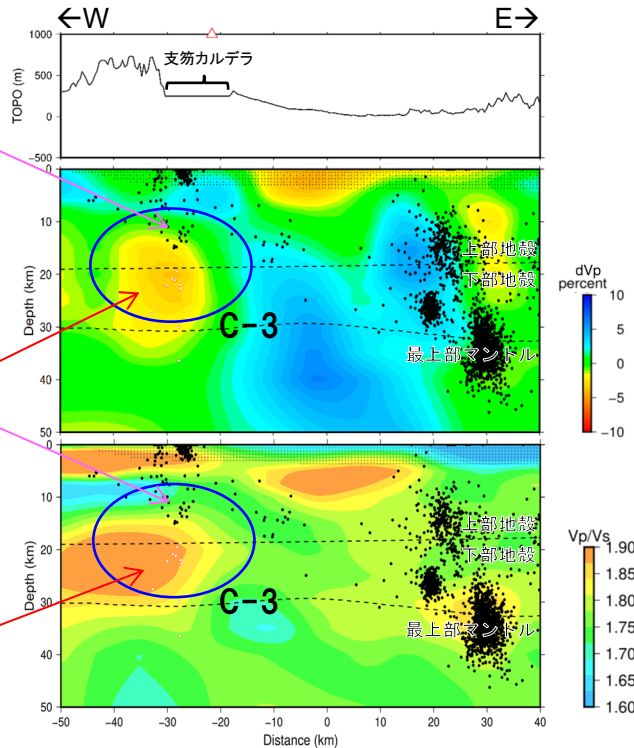 ←W
E→
1000
500
0
−500
TOPO (m)
支笏カルデラ
0
10
20
30
40
50
Depth (km)
上部地殻
下部地殻
C-3
最上部マントル
dVp
percent
10
5
0
−5
−10
0
10
20
30
40
50
Depth (km)
上部地殻
下部地殻
C-3
最上部マントル
Vp/Vs
1.90
1.85
1.80
1.75
1.70
1.65
1.60
−50 −40 −30 −20 −10 0 10 20 30 40
Distance (km)